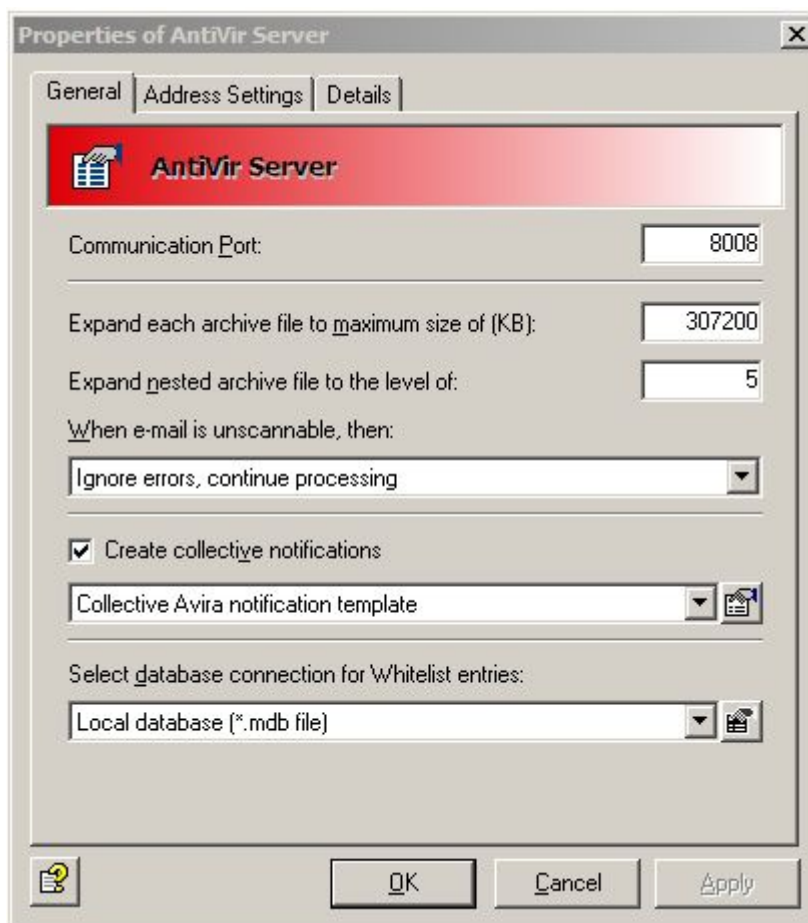 Properties of AntiVir Server
General
Address Settings
Details
AntiVir Server
Communication Port:
8008
Expand each archive file to maximum size of (KB):
307200
Expand nested archive file to the level of:
5
When e-mail is unscannable, then:
Ignore errors, continue processing
Create collective notifications
Collective Avira notification template
Select database connection for Whitelist entries:
Local database (*.mdb file)
OK
Cancel
Apply